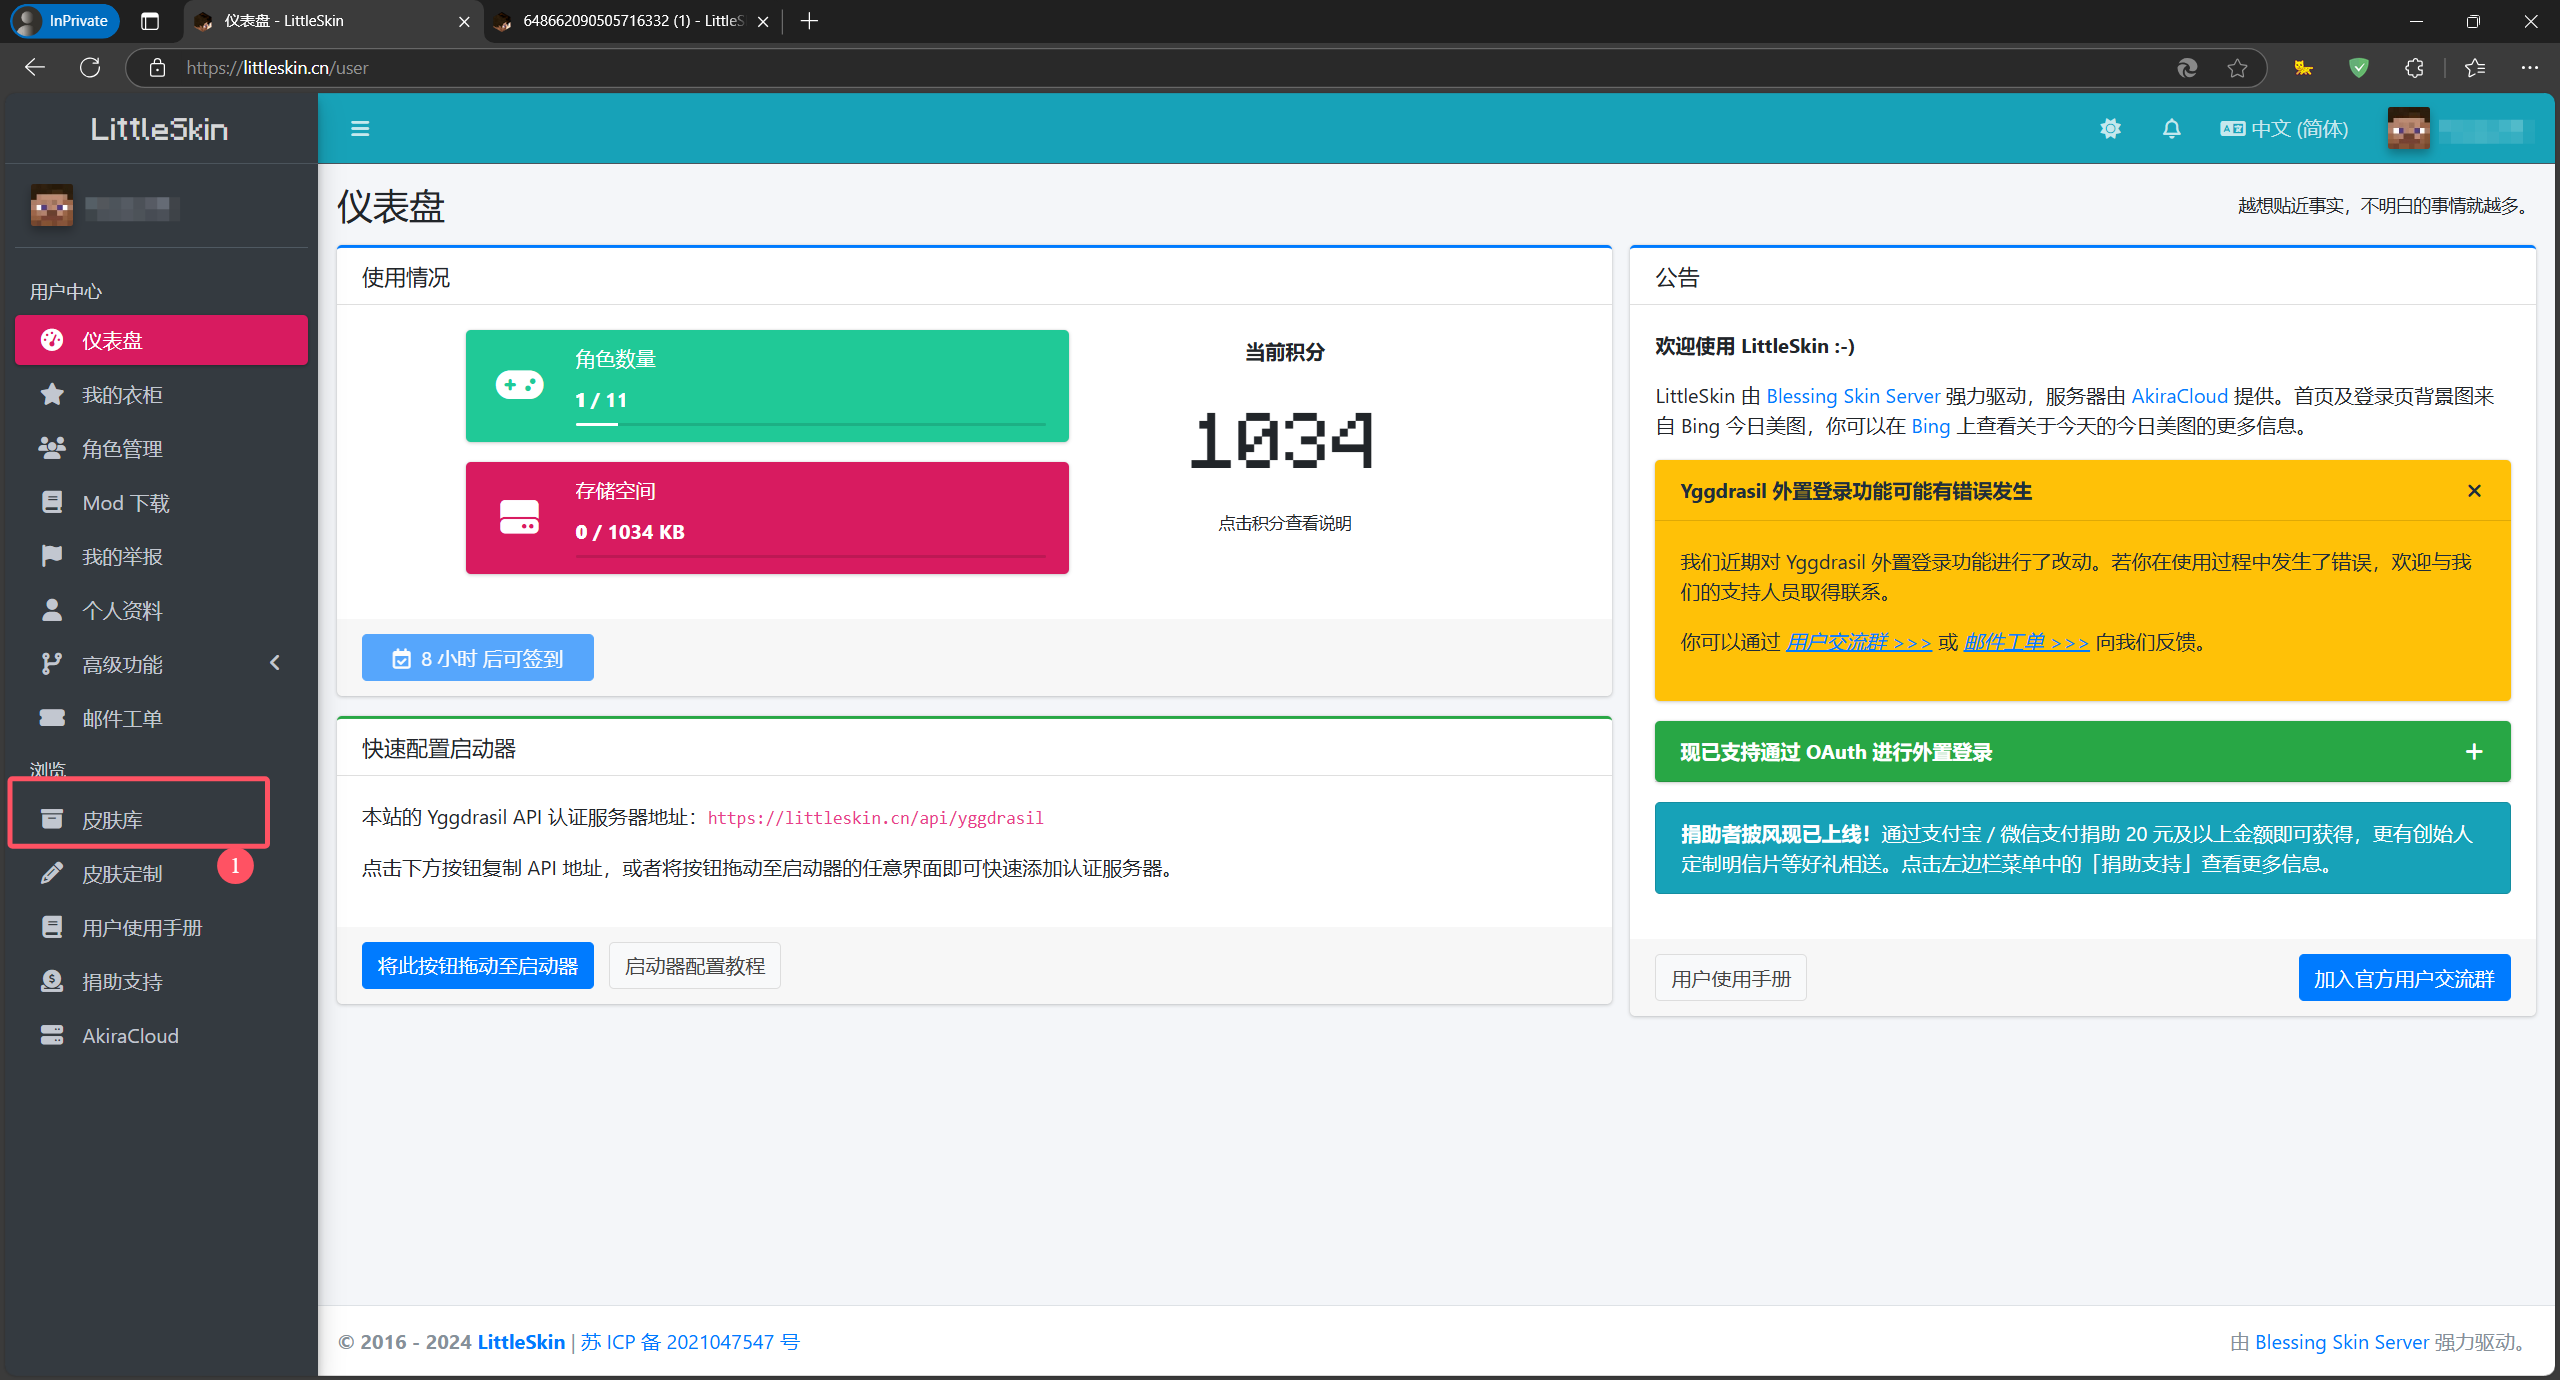 InPrivate
仪表盘 - LittleSkin
648662090505716332 (1) - LittleS
https://littleskin.cn/user
LittleSkin
中文 (简体)
用户中心
仪表盘
我的衣柜
角色管理
Mod 下载
我的举报
个人资料
高级功能
邮件工单
浏览
皮肤库
1
皮肤定制
用户使用手册
捐助支持
AkiraCloud
仪表盘
越想贴近事实，不明白的事情就越多。
使用情况
角色数量
1 / 11
存储空间
0 / 1034 KB
当前积分
1034
点击积分查看说明
8 小时 后可签到
快速配置启动器
本站的 Yggdrasil API 认证服务器地址：https://littleskin.cn/api/yggdrasil
点击下方按钮复制 API 地址，或者将按钮拖动至启动器的任意界面即可快速添加认证服务器。
将此按钮拖动至启动器
启动器配置教程
公告
欢迎使用 LittleSkin :-)
LittleSkin 由 Blessing Skin Server 强力驱动，服务器由 AkiraCloud 提供。首页及登录页背景图来
自 Bing 今日美图，你可以在 Bing 上查看关于今天的今日美图的更多信息。
Yggdrasil 外置登录功能可能有错误发生
我们近期对 Yggdrasil 外置登录功能进行了改动。若你在使用过程中发生了错误，欢迎与我
们的支持人员取得联系。
你可以通过 用户交流群 >>> 或 邮件工单 >>> 向我们反馈。
现已支持通过 OAuth 进行外置登录
捐助者披风现已上线！通过支付宝 / 微信支付捐助 20 元及以上金额即可获得，更有创始人
定制明信片等好礼相送。点击左边栏菜单中的「捐助支持」查看更多信息。
用户使用手册
加入官方用户交流群
© 2016 - 2024 LittleSkin | 苏 ICP 备 2021047547 号
由 Blessing Skin Server 强力驱动。